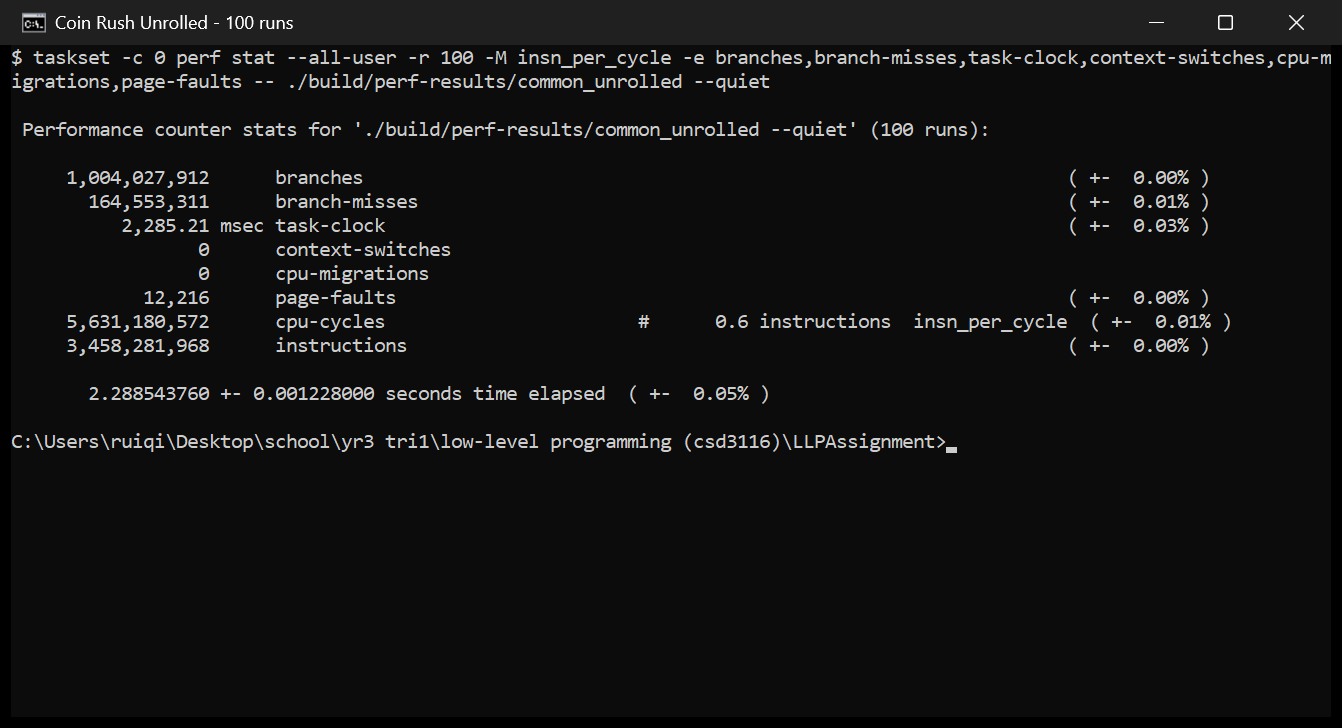 Coin Rush Unrolled - 100 runs
$ taskset -c 0 perf stat --all-user -r 100 -M insn_per_cycle -e branches,branch-misses,task-clock,context-switches,cpu-m
igrations,page-faults -- ./build/perf-results/common_unrolled --quiet
Performance counter stats for './build/perf-results/common_unrolled --quiet' (100 runs):
1,004,027,912 branches ( +- 0.00% )
164,553,311 branch-misses ( +- 0.01% )
2,285.21 msec task-clock ( +- 0.03% )
0 context-switches
0 cpu-migrations
12,216 page-faults ( +- 0.00% )
5,631,180,572 cpu-cycles # 0.6 instructions insn_per_cycle ( +- 0.01% )
3,458,281,968 instructions ( +- 0.00% )
2.288543760 +- 0.001228000 seconds time elapsed ( +- 0.05% )
C:\Users\ruiqi\Desktop\school\yr3 tri1\low-level programming (csd3116)\LLPAssignment>